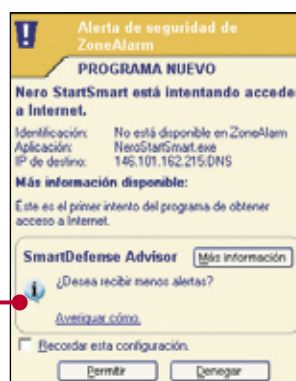 Alerta de seguridad de
ZoneAlarm
PROGRAMA NUEVO
Nero StartSmart está intentando accede
a Internet.
Identificación: No está disponible en ZoneAlarm
Aplicación: NeroStartSmart.exe
IP de destino: 146.101.162.215:DNS
Más información disponible:
Éste es el primer intento del programa de obtener
acceso a Internet.
SmartDefense Advisor Más información
¿Desea recibir menos alertas?
Averiguar cómo.
Recordar esta configuración.
Permitir Denegar